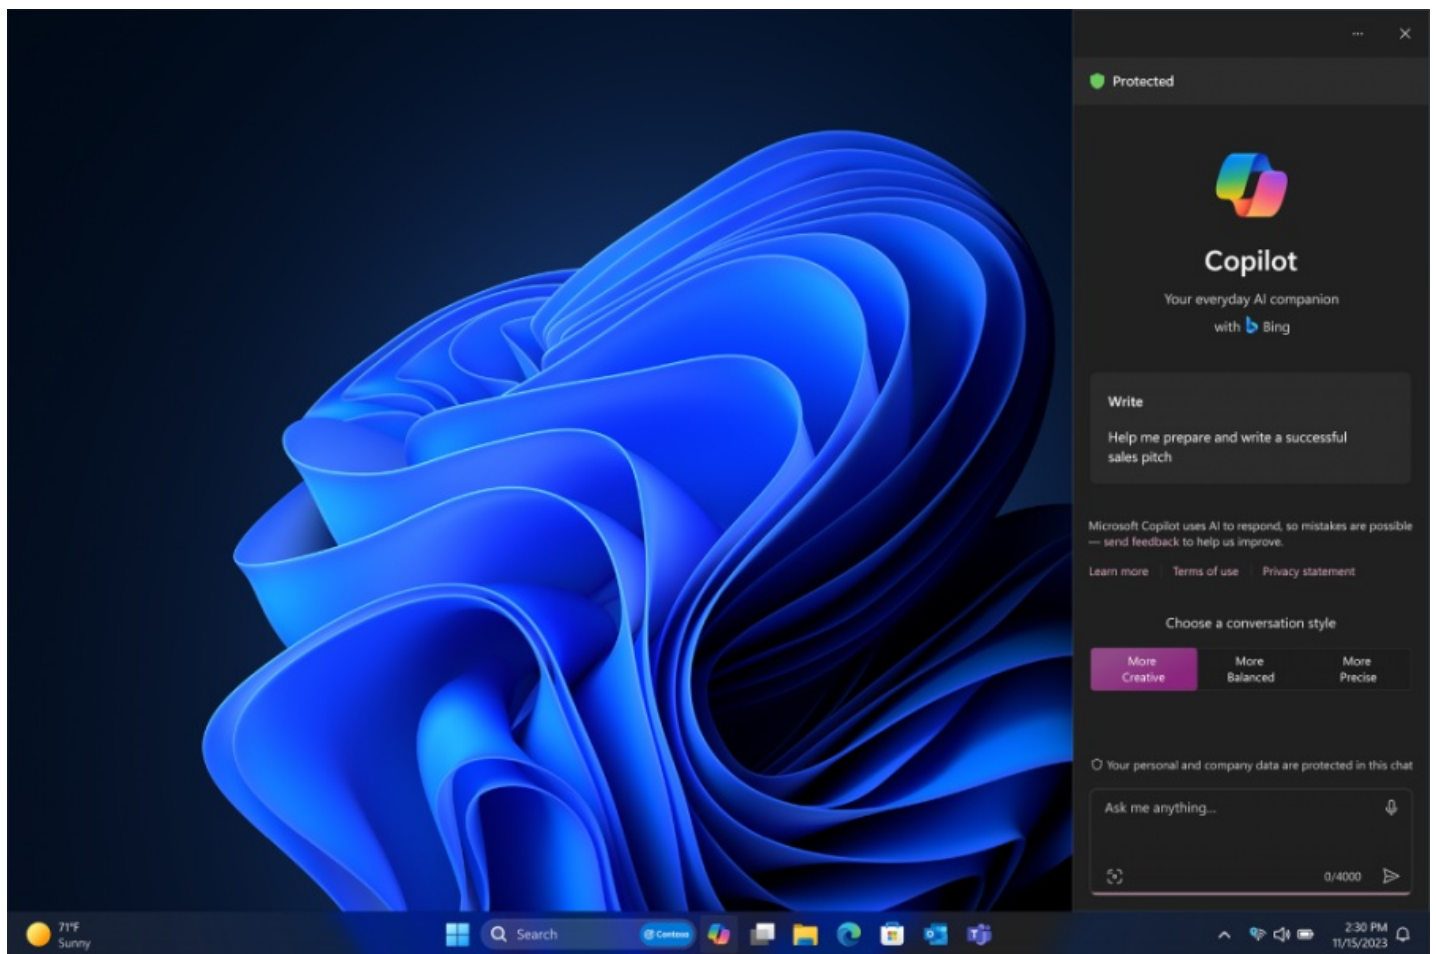 Protected
Copilot
Your everyday AI companion
with Bing
Write
Help me prepare and write a successful
sales pitch
Microsoft Copilot uses AI to respond, so mistakes are possible
— send feedback to help us improve.
Learn more Terms of use Privacy statement
Choose a conversation style
More
Creative
More
Balanced
More
Precise
Your personal and company data are protected in this chat
Ask me anything...
0/4000
71°F
Sunny
Search
Contoso
2:30 PM
11/15/2023